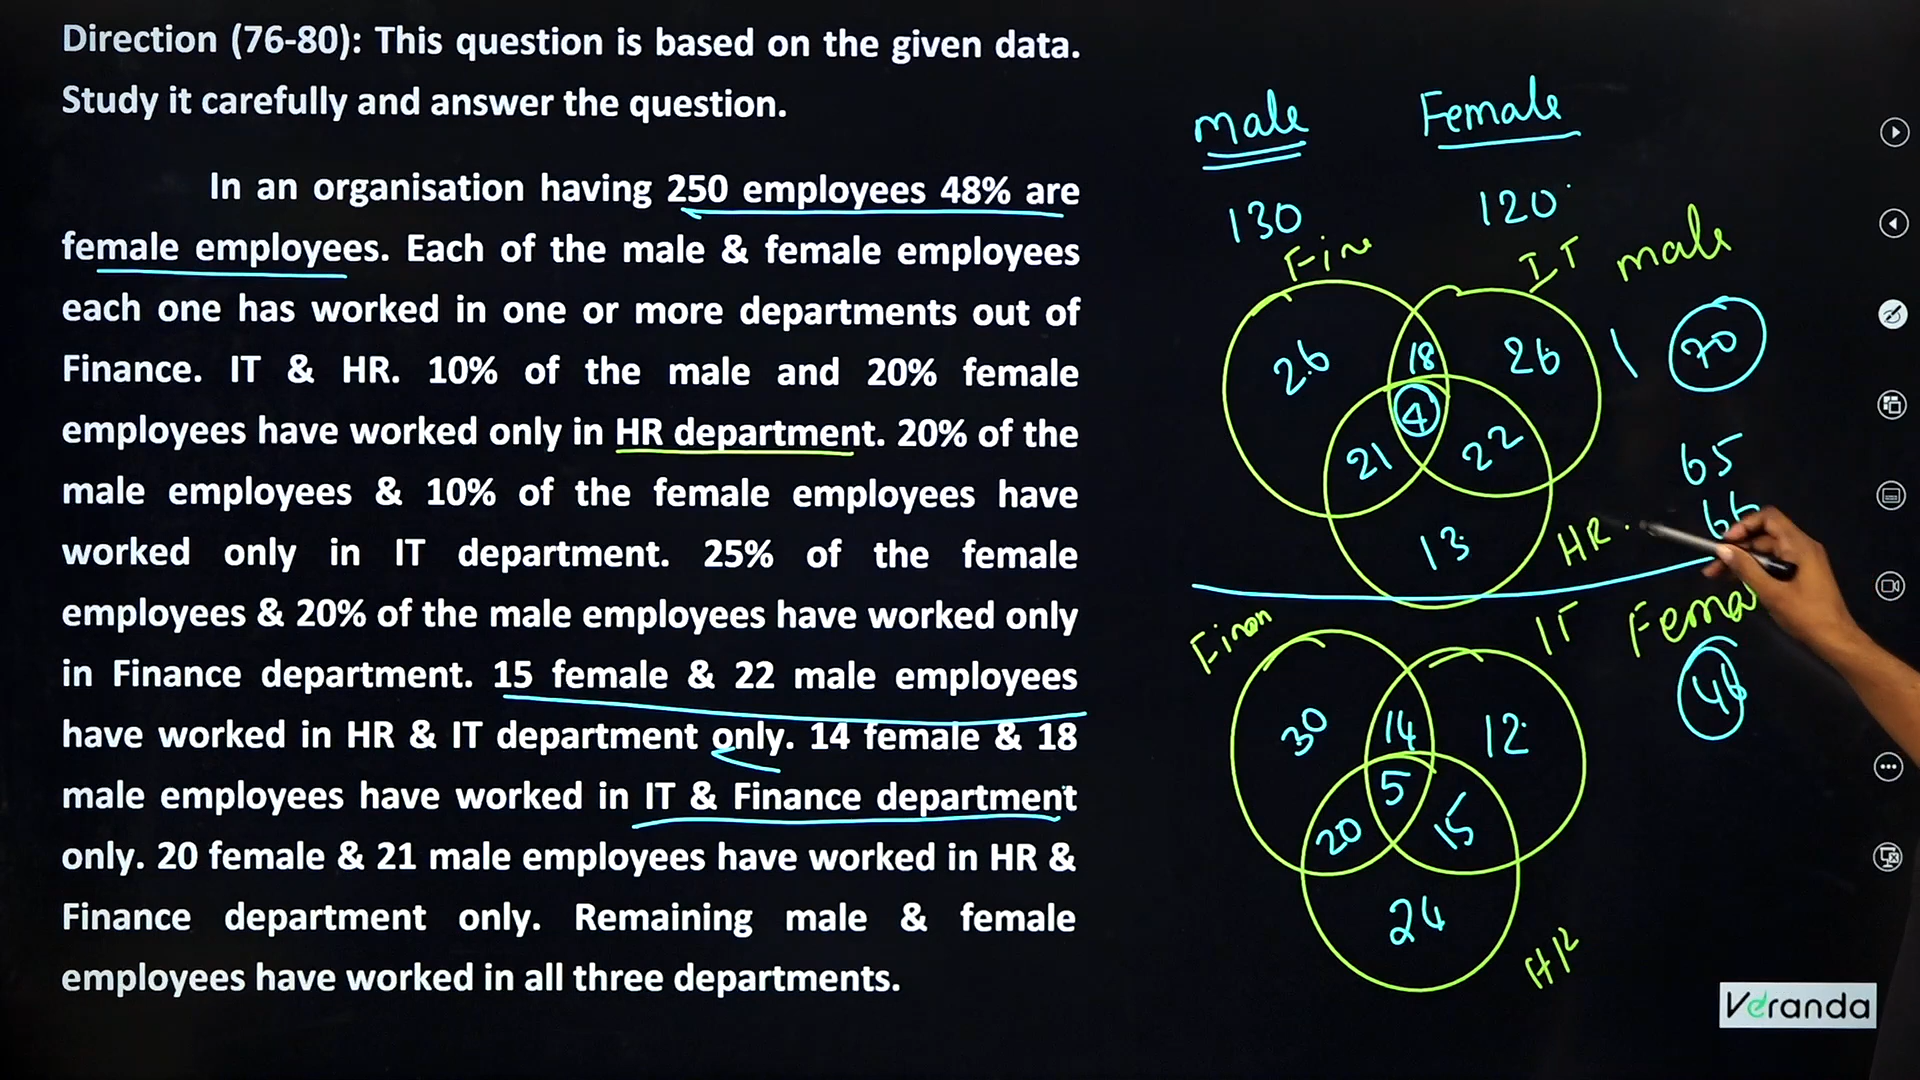 Direction (76-80): This question is based on the given data.
Study it carefully and answer the question.
In an organisation having 250 employees 48% are
female employees. Each of the male & female employees
each one has worked in one or more departments out of
Finance. IT & HR. 10% of the male and 20% female
employees have worked only in HR department. 20% of the
male employees & 10% of the female employees have
worked only in IT department. 25% of the female
employees & 20% of the male employees have worked only
in Finance department. 15 female & 22 male employees
have worked in HR & IT department only. 14 female & 18
male employees have worked in IT & Finance department
only. 20 female & 21 male employees have worked in HR &
Finance department only. Remaining male & female
employees have worked in all three departments.
male Female
130 120
Fin IT male
26 18 26 70
4
21 22
65
13 HR
IT
30 14 12 46
5
20 15
24
HR
Veranda